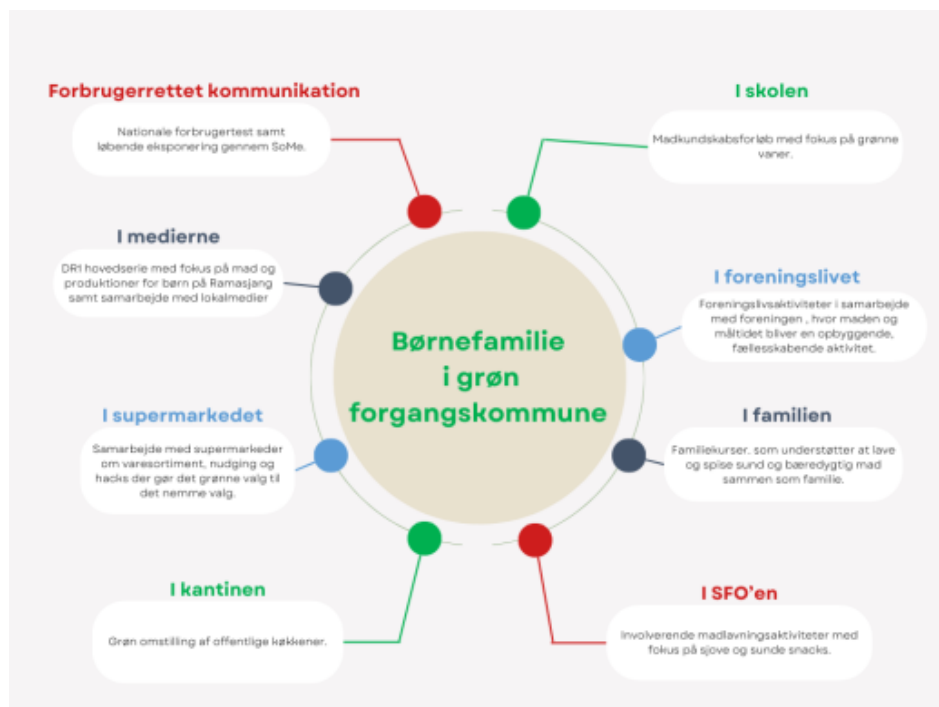 Forbrugerrettet kommunikation
Nationale forbrugertest samt
løbende eksponering gennem SoMe.
I medierne
DR1 hovedserie med fokus på mad og
produktioner for børn på Ramasjang
samt samarbejde med lokalmedier
I supermarkedet
Samarbejde med supermarkeder
om varesortiment, nudging og
hacks der gør det grønne valg til
det nemme valg.
I kantinen
Grøn omstilling af offentlige køkkener.
Børnefamilie
i grøn
forgangskommune
I skolen
Madkundskabsforløb med fokus på grønne
vaner.
I foreningslivet
Foreningslivsaktiviteter i samarbejde
med foreningen , hvor maden og
måltidet bliver en opbyggende,
fællesskabende aktivitet.
I familien
Familiekurser. som understøtter at lave
og spise sund og bæredygtig mad
sammen som familie.
I SFO'en
Involverende madlavningsaktiviteter med
fokus på sjove og sunde snacks.